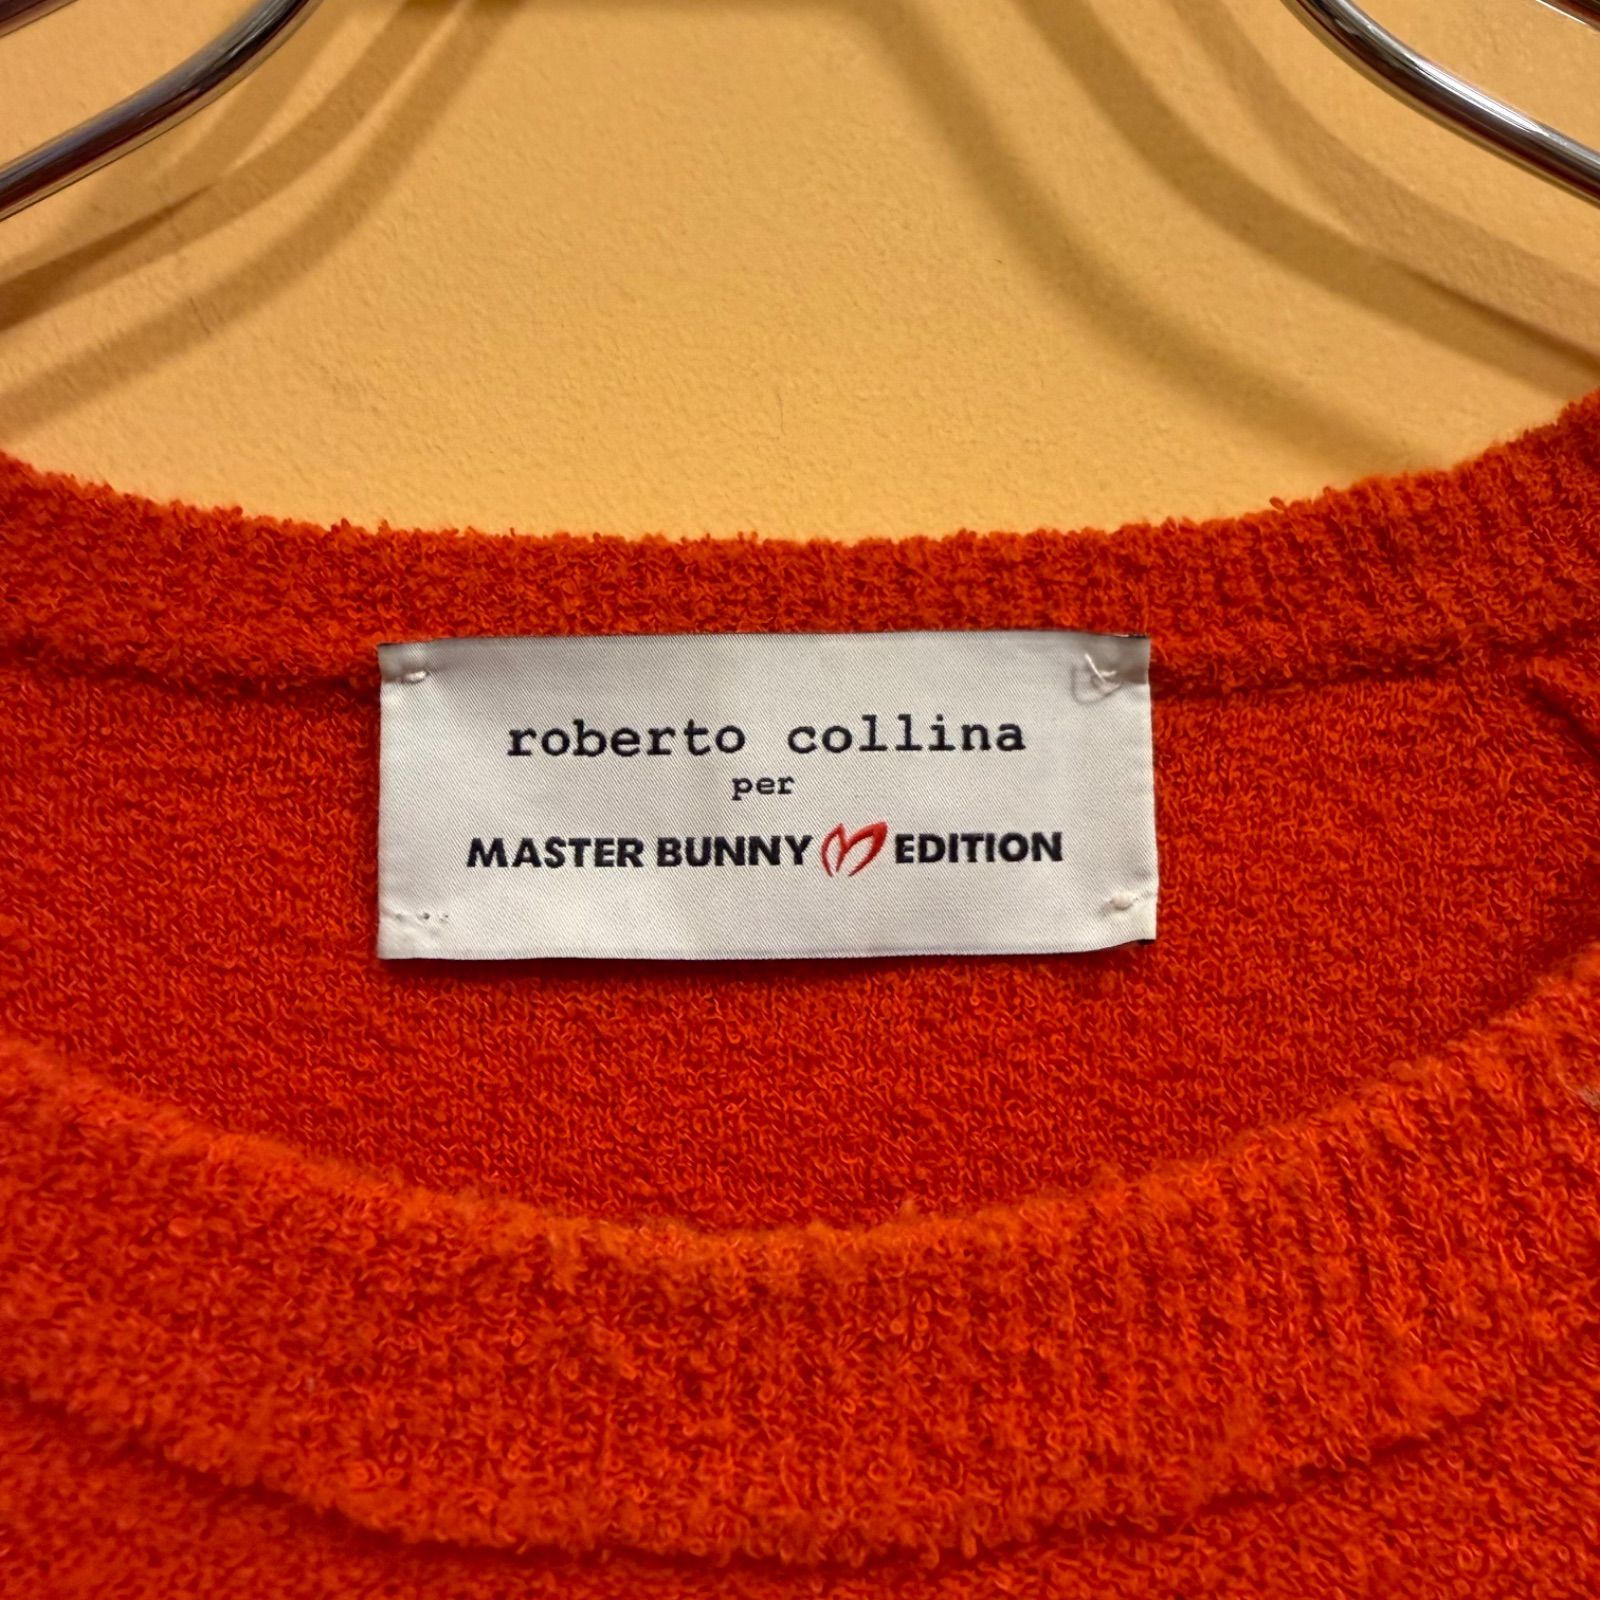 roberto collina
per
MASTER BUNNY EDITION